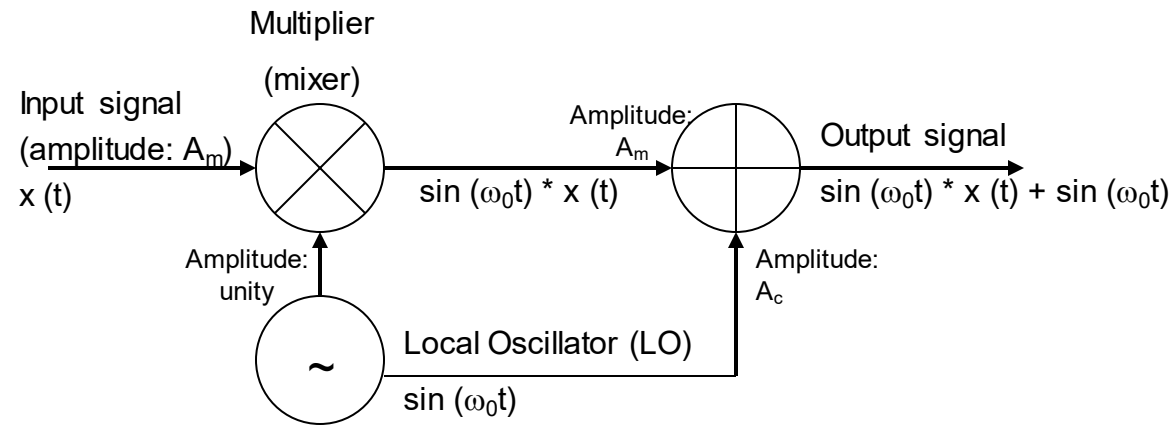 Multiplier
(mixer)
Input signal
(amplitude: Aₘ)
x (t)
Amplitude:
Aₘ
sin (ω₀t) * x (t)
Output signal
sin (ω₀t) * x (t) + sin (ω₀t)
Amplitude:
unity
Amplitude:
A_c
~
Local Oscillator (LO)
sin (ω₀t)